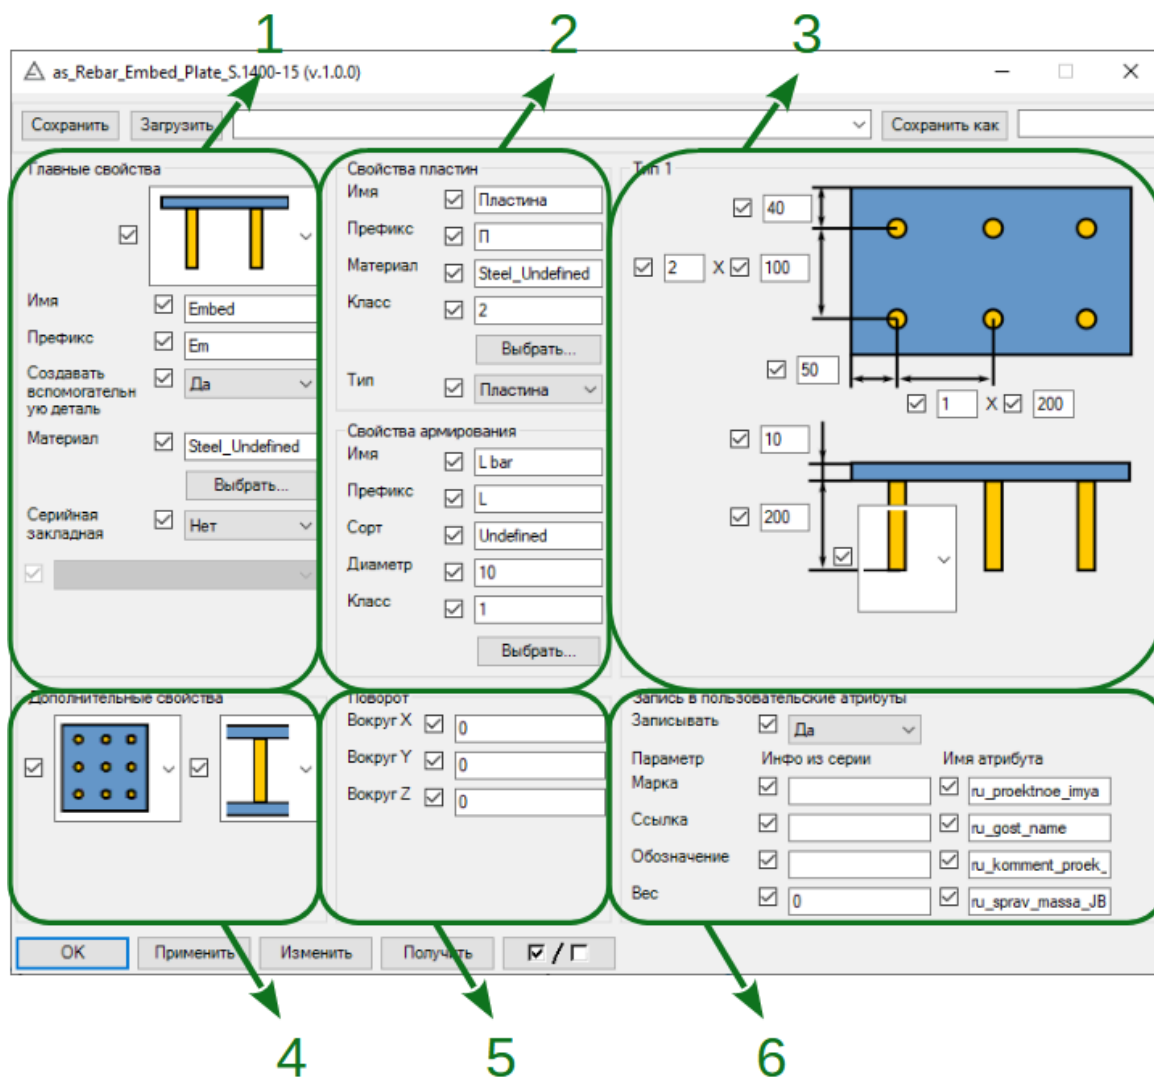 1 2 3
as_Rebar_Embed_Plate_S.1400-15 (v.1.0.0)
Сохранить Загрузить Сохранить как
Главные свойства
Имя Embed
Префикс Em
Создавать
вспомогательн
ую деталь
Да
Материал Steel_Undefined
Выбрать...
Серийная
закладная
Нет
Свойства пластин
Имя Пластина
Префикс П
Материал Steel_Undefined
Класс 2
Выбрать...
Тип Пластина
Свойства армирования
Имя L bar
Префикс L
Сорт Undefined
Диаметр 10
Класс 1
Выбрать...
Тип 1
40
2 X 100
50
1 X 200
10
200
Дополнительные свойства
Поворот
Вокруг X 0
Вокруг Y 0
Вокруг Z 0
Запись в пользовательские атрибуты
Записывать Да
Параметр Инфо из серии Имя атрибута
Марка ru_proektnoe_imya
Ссылка ru_gost_name
Обозначение ru_komment_proek_
Вес 0 ru_sprav_massa_JB
OK Применить Изменить Получить /
4 5 6